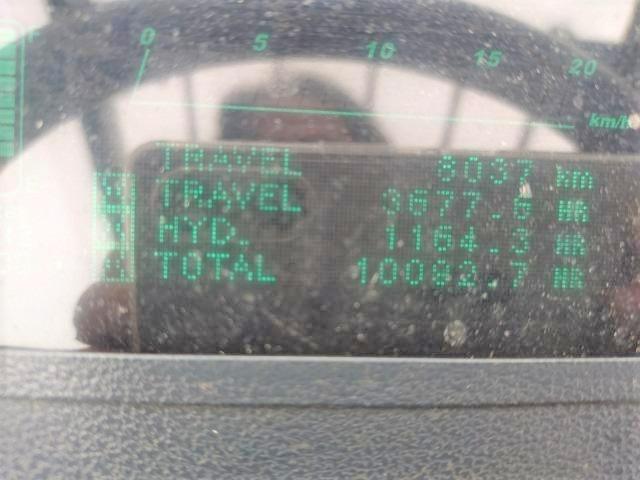 F
0 5 10 15 20
km/h
TRAVEL 8037 km
TRAVEL 3677.6 HR
HYD. 1164.3 HR
TOTAL 10092.7 HR